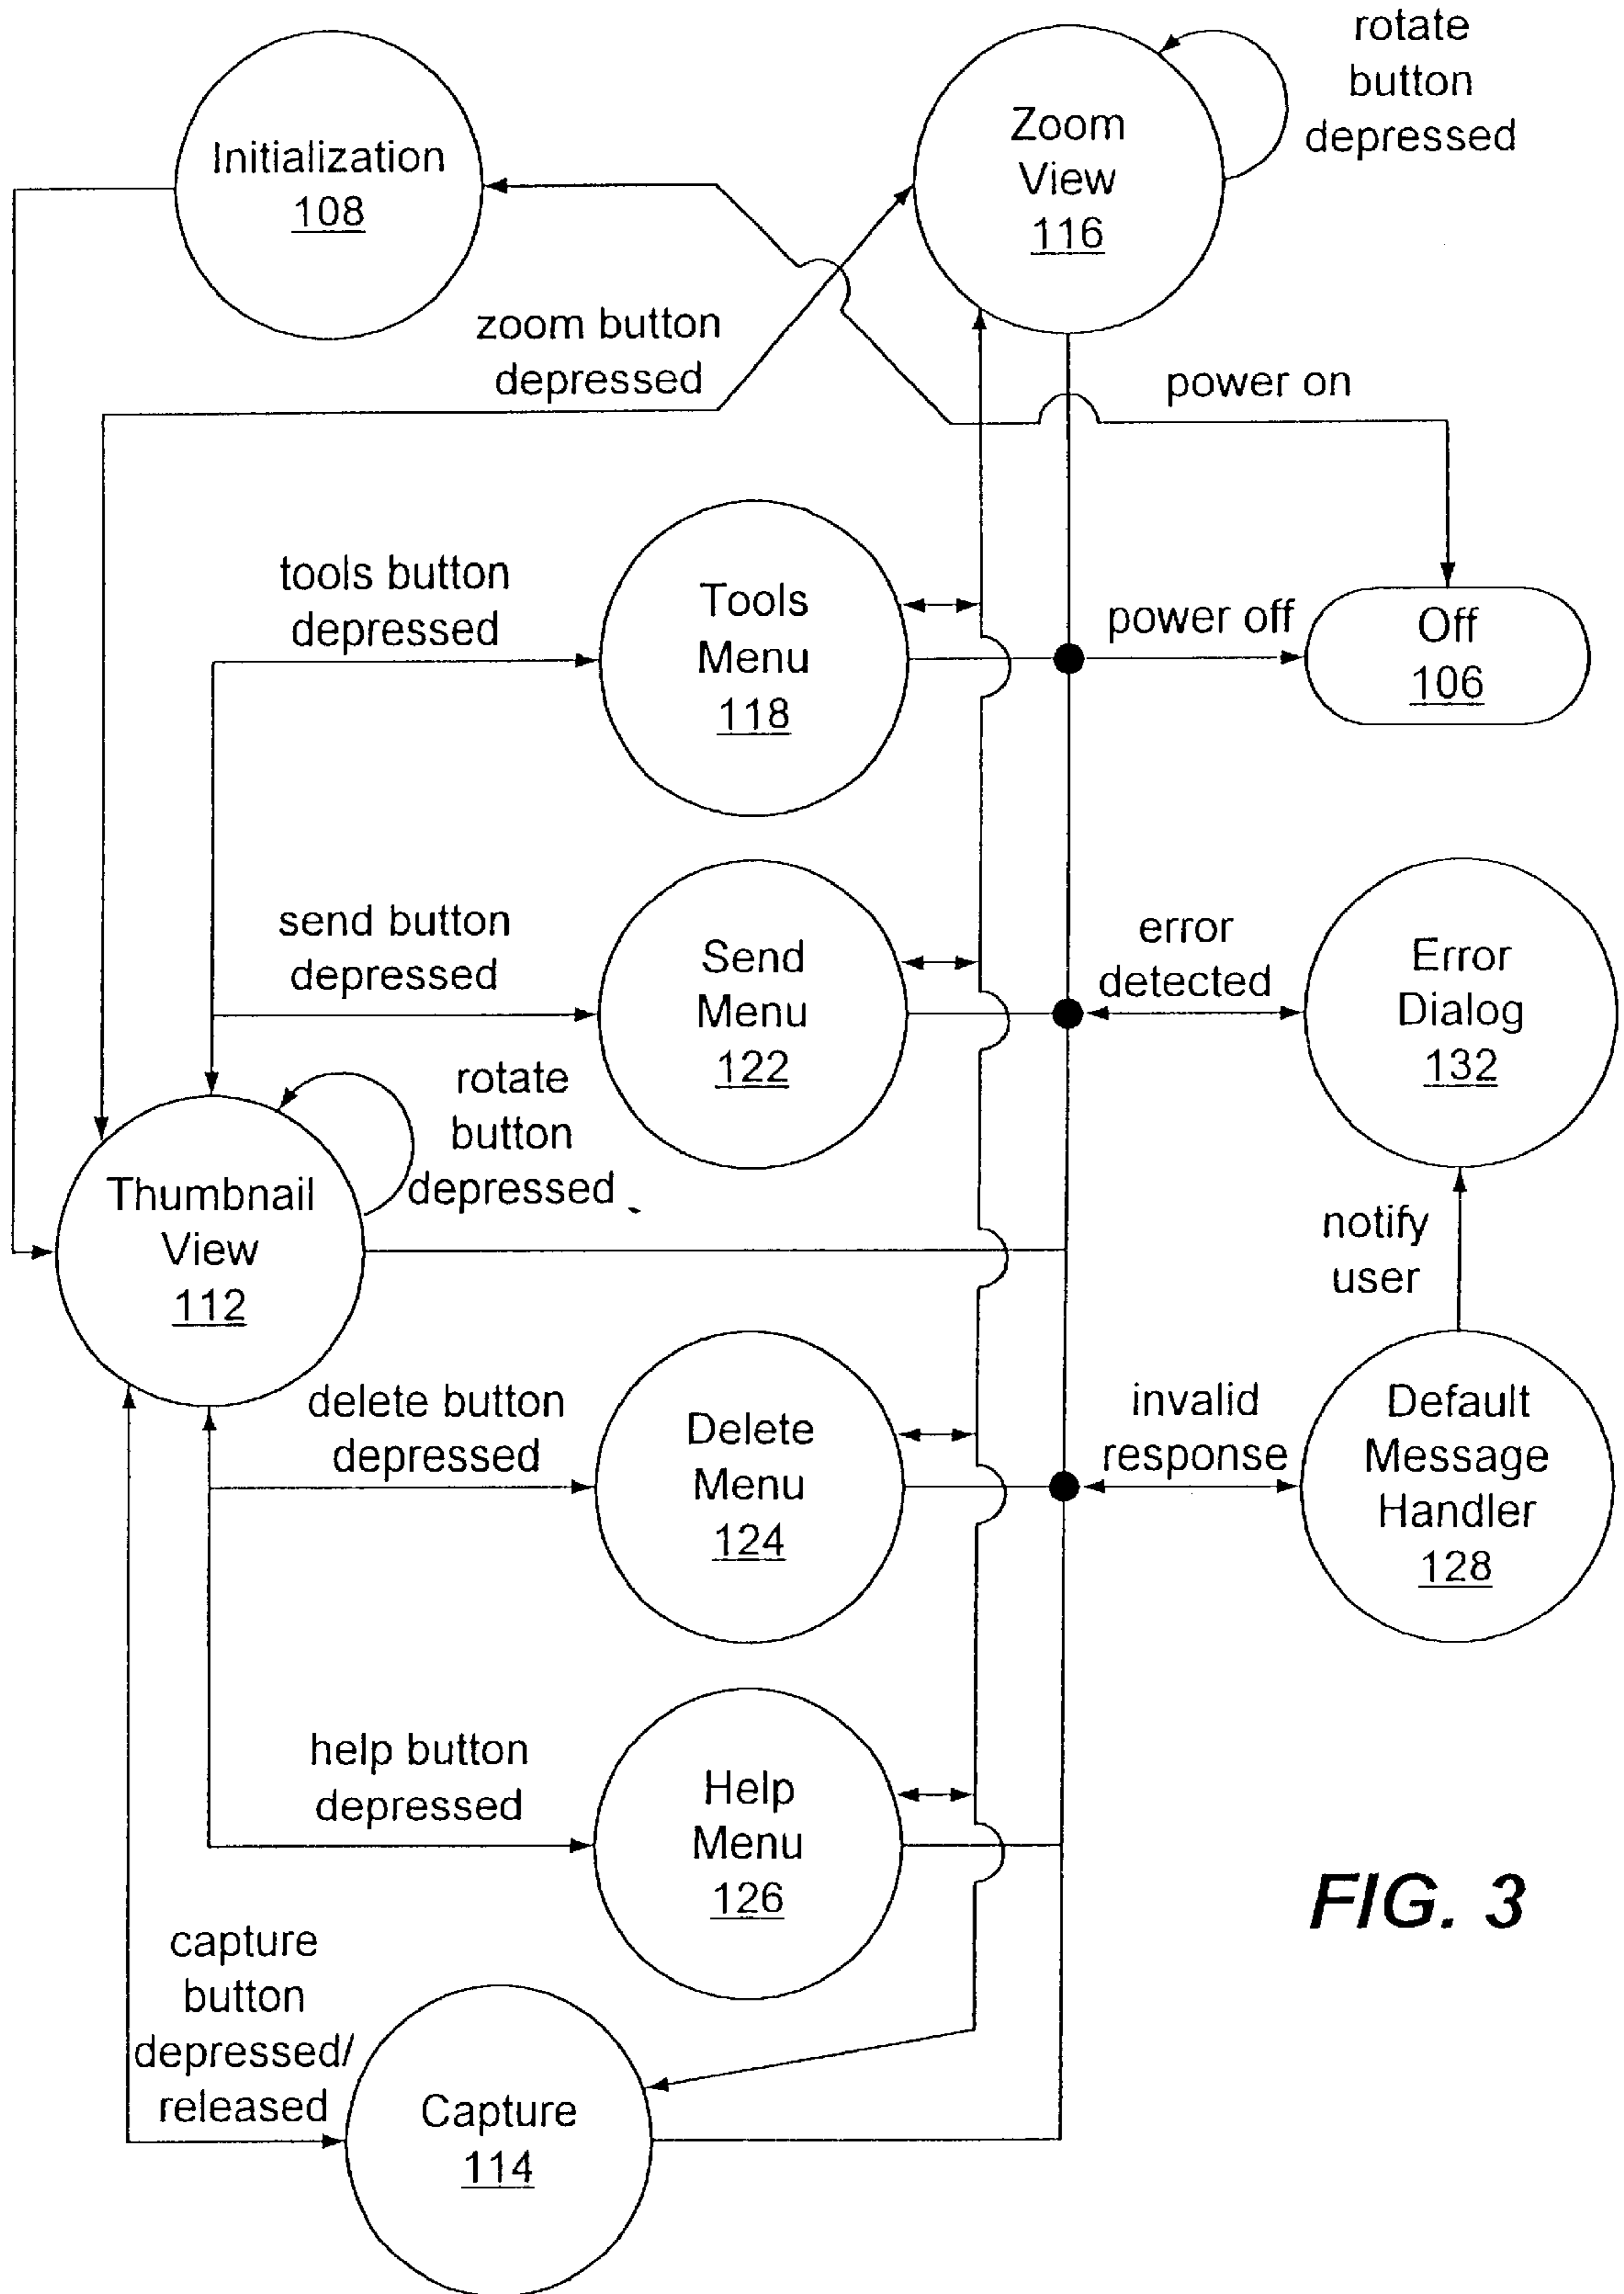 rotate
button
depressed
Initialization
108
Zoom
View
116
zoom button
depressed
power on
tools button
depressed
Tools
Menu
118
power off
Off
106
send button
depressed
Send
Menu
122
error
detected
Error
Dialog
132
rotate
button
depressed
Thumbnail
View
112
notify
user
delete button
depressed
Delete
Menu
124
invalid
response
Default
Message
Handler
128
help button
depressed
Help
Menu
126
FIG. 3
capture
button
depressed/
released
Capture
114